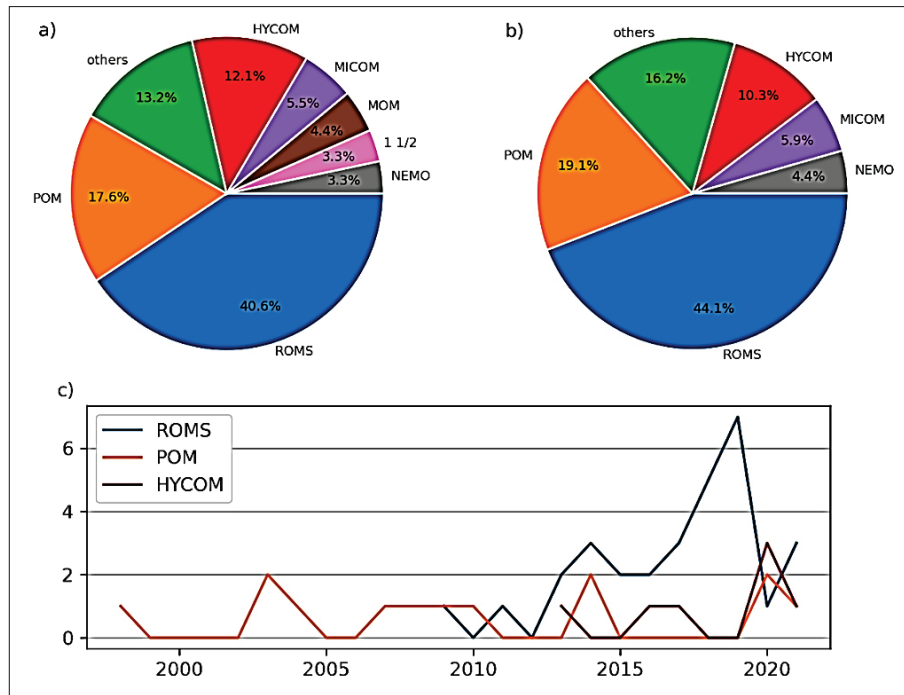 a)
HYCOM
others
MICOM
12.1%
13.2%
5.5%
MOM
4.4%
1 1/2
3.3%
POM
17.6%
3.3%
NEMO
40.6%
ROMS
b)
others
HYCOM
16.2%
10.3%
MICOM
5.9%
POM
19.1%
4.4%
NEMO
44.1%
ROMS
c)
ROMS
POM
HYCOM
6
4
2
0
2000
2005
2010
2015
2020